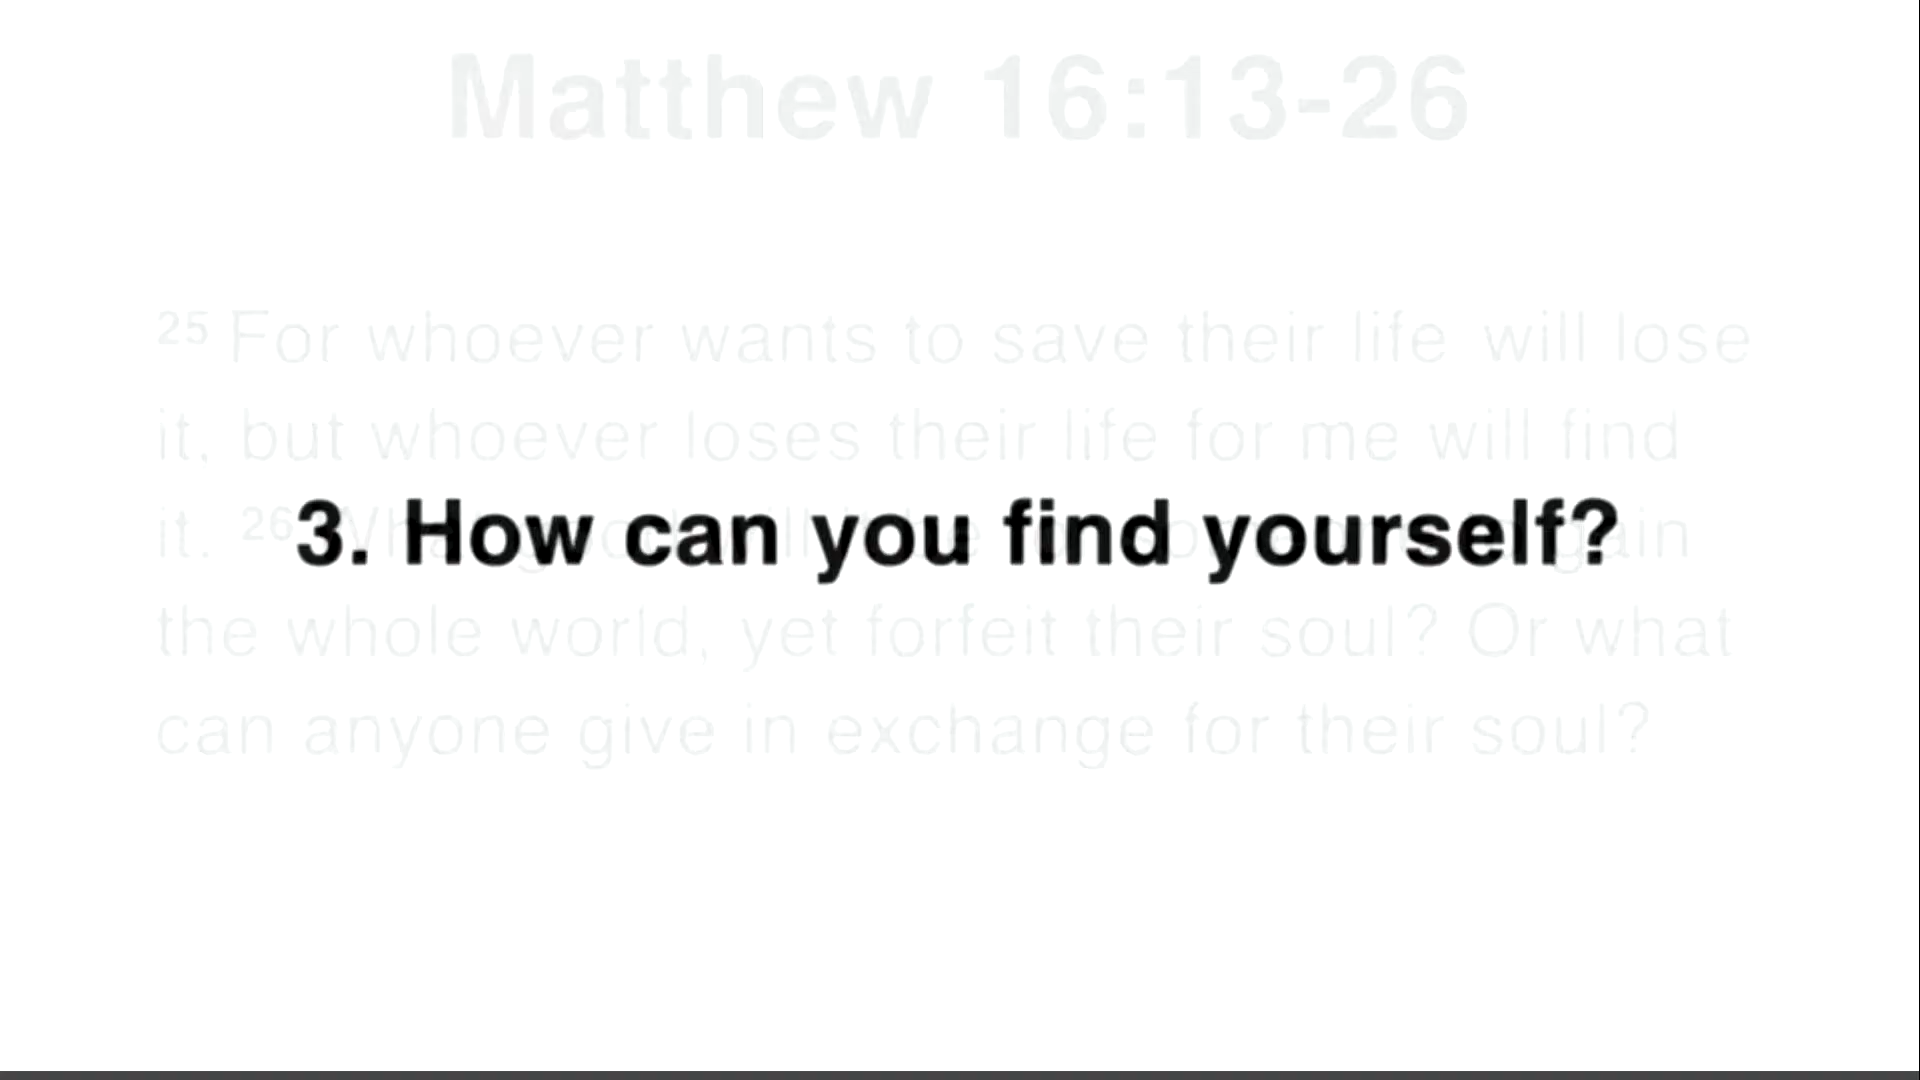 Matthew 16:13-26
25 For whoever wants to save their life will lose
it, but whoever loses their life for me will find
it. 26
3. How can you find yourself?
the whole world, yet forfeit their soul? Or what
can anyone give in exchange for their soul?